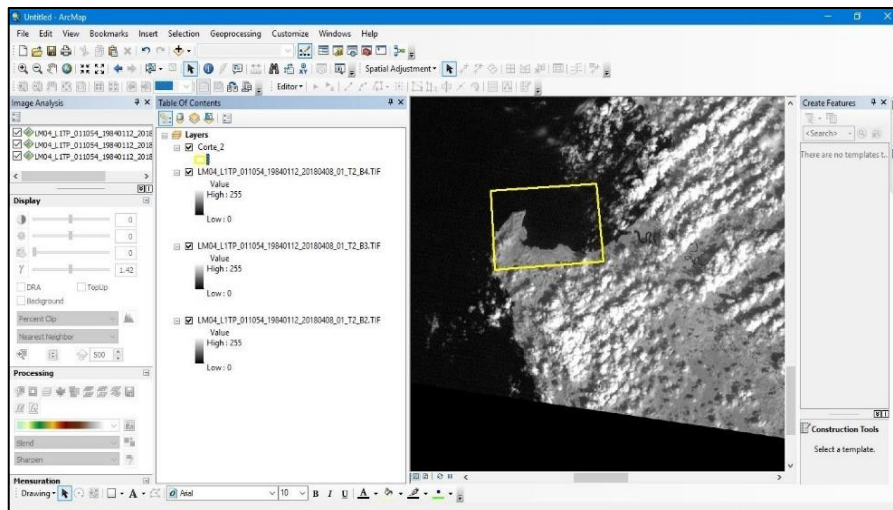 Untitled - ArcMap
File Edit View Bookmarks Insert Selection Geoprocessing Customize Windows Help
Spatial Adjustment
Editor
Image Analysis
LM04_L1TP_011054_19840112_2018
LM04_L1TP_011054_19840112_2018
LM04_L1TP_011054_19840112_2018
Display
0
0
0
1.42
DRA TopUp
Background
Percent Clip
Nearest Neighbor
500
Processing
Blend
Sharpen
Mensuration
Table Of Contents
Layers
Corte_2
LM04_L1TP_011054_19840112_20180408_01_T2_B4.TIF
Value
High : 255
Low : 0
LM04_L1TP_011054_19840112_20180408_01_T2_B3.TIF
Value
High : 255
Low : 0
LM04_L1TP_011054_19840112_20180408_01_T2_B2.TIF
Value
High : 255
Low : 0
Create Features
<Search>
There are no templates t..
Construction Tools
Select a template.
Drawing
Arial 10 B I U A